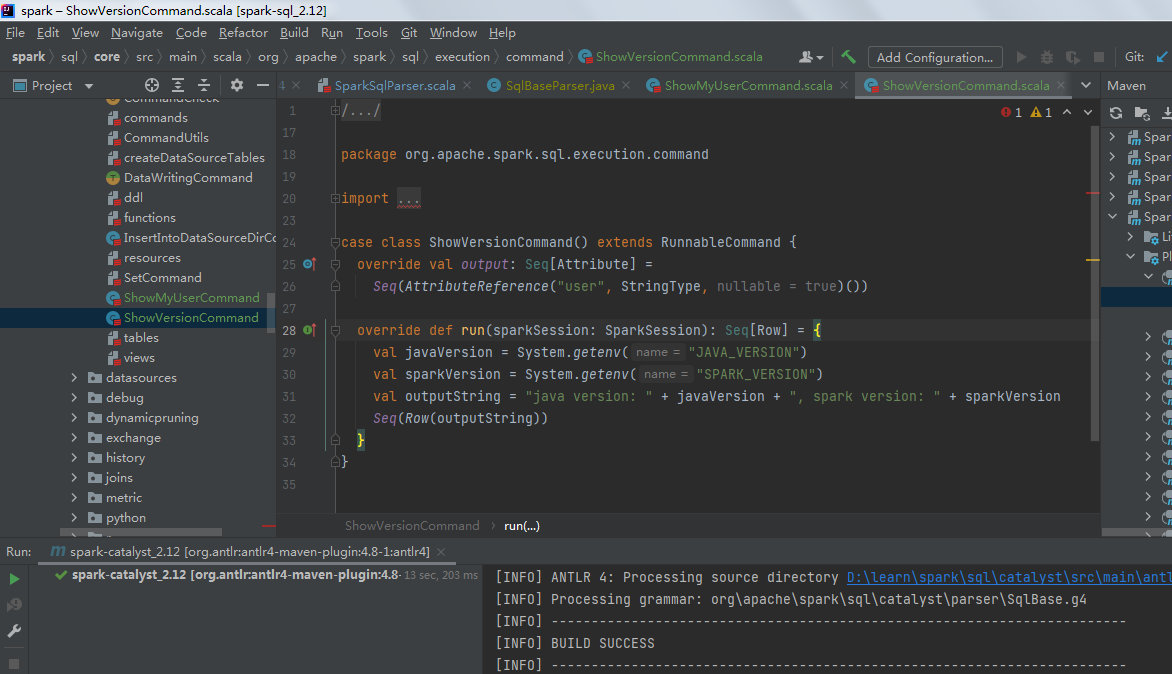 spark – ShowVersionCommand.scala [spark-sql_2.12]
File Edit View Navigate Code Refactor Build Run Tools Git Window Help
spark sql core src main scala org apache spark sql execution command ShowVersionCommand.scala Add Configuration... Git:
Project SparkSqlParser.scala SqlBaseParser.java ShowMyUserCommand.scala ShowVersionCommand.scala Maven
commands
CommandUtils
createDataSourceTables
DataWritingCommand
ddl
functions
InsertIntoDataSourceDirCo
resources
SetCommand
ShowMyUserCommand
ShowVersionCommand
tables
views
datasources
debug
dynamicpruning
exchange
history
joins
metric
python
1 /.../
1 1
17
18 package org.apache.spark.sql.execution.command
19
20 import ...
23
24 case class ShowVersionCommand() extends RunnableCommand {
25 override val output: Seq[Attribute] =
26 Seq(AttributeReference("user", StringType, nullable = true)())
27
28 override def run(sparkSession: SparkSession): Seq[Row] = {
29 val javaVersion = System.getenv( name = "JAVA_VERSION")
30 val sparkVersion = System.getenv( name = "SPARK_VERSION")
31 val outputString = "java version: " + javaVersion + ", spark version: " + sparkVersion
32 Seq(Row(outputString))
33 }
34 }
35
ShowVersionCommand run(...)
Spar
Spar
Spar
Spar
Spar
Li
Pl
Run: spark-catalyst_2.12 [org.antlr:antlr4-maven-plugin:4.8-1:antlr4]
spark-catalyst_2.12 [org.antlr:antlr4-maven-plugin:4.8- 13 sec, 203 ms
[INFO] ANTLR 4: Processing source directory D:\learn\spark\sql\catalyst\src\main\antl
[INFO] Processing grammar: org\apache\spark\sql\catalyst\parser\SqlBase.g4
[INFO] ------------------------------------------------------------------------
[INFO] BUILD SUCCESS
[INFO] ------------------------------------------------------------------------